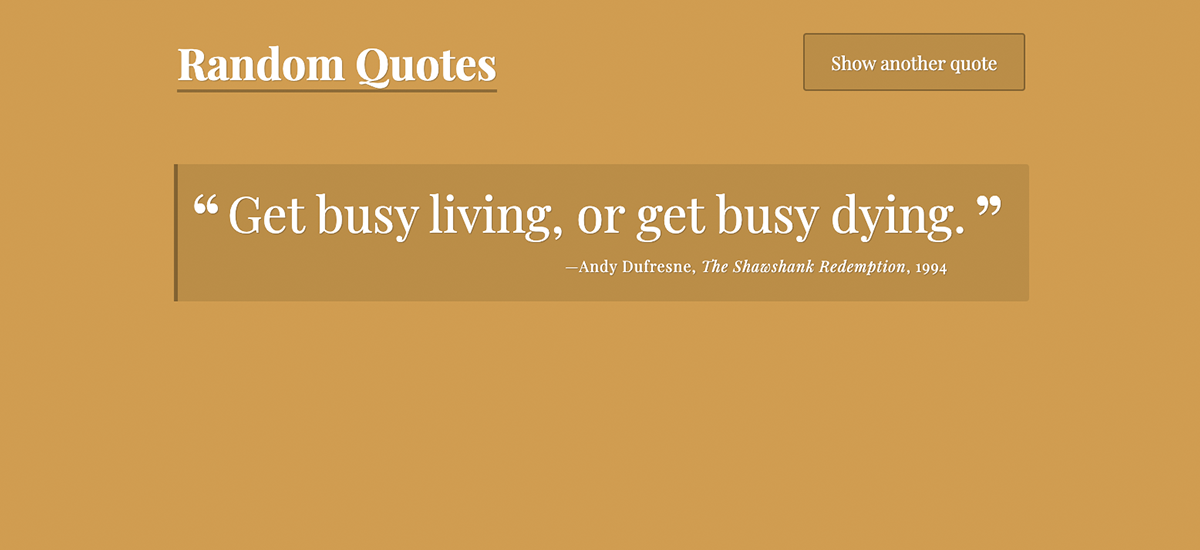 Random Quotes
Show another quote
“ Get busy living, or get busy dying. ”
—Andy Dufresne, The Shawshank Redemption, 1994